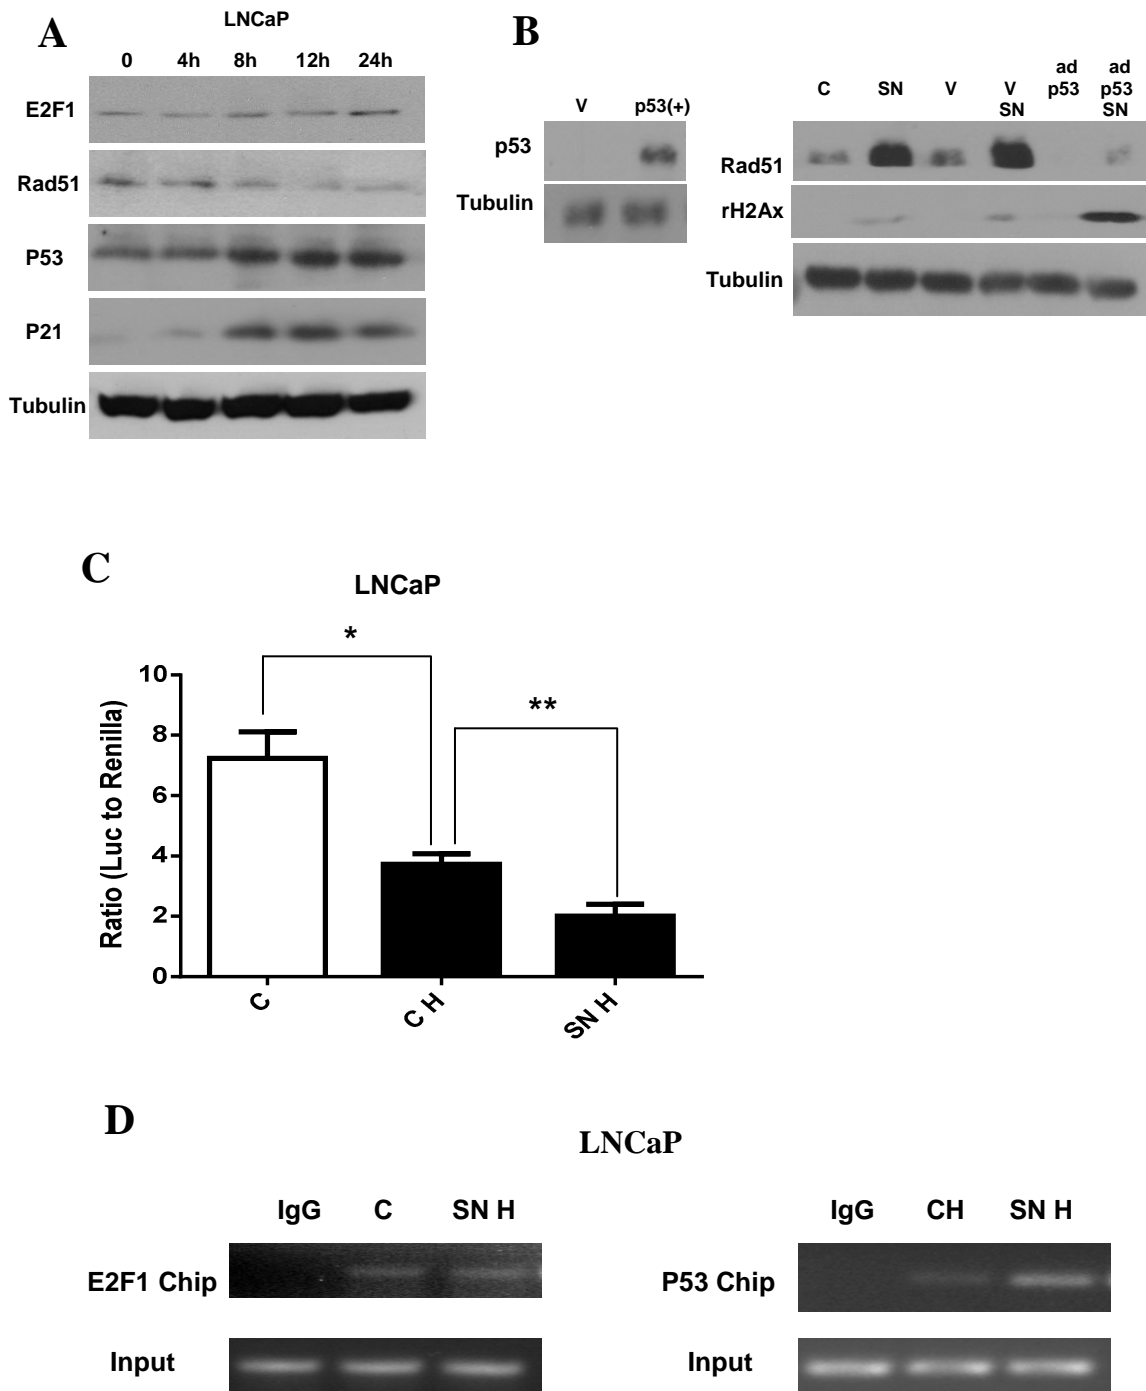 A
LNCaP
0 4h 8h 12h 24h
E2F1
Rad51
P53
P21
Tubulin
B
V p53(+)
p53
Tubulin
C SN V V SN ad p53 ad p53 SN
Rad51
rH2Ax
Tubulin
C
LNCaP
*
**
Ratio (Luc to Renilla)
10
8
6
4
2
0
C
C H
SN H
D
LNCaP
IgG C SN H
E2F1 Chip
Input
IgG CH SN H
P53 Chip
Input